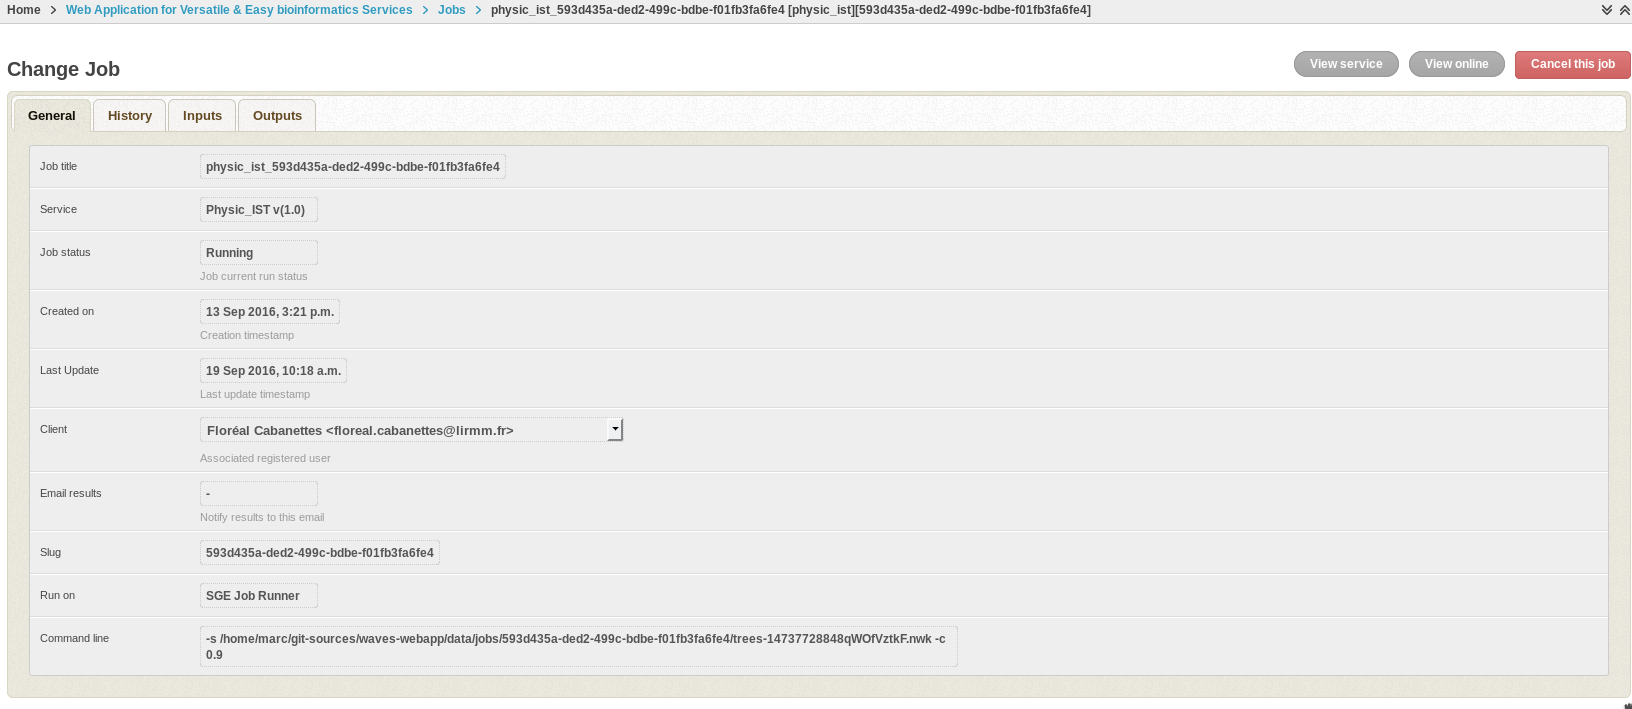 Home > Web Application for Versatile & Easy bioinformatics Services > Jobs > physic_ist_593d435a-ded2-499c-bdbe-f01fb3fa6fe4 [physic_ist][593d435a-ded2-499c-bdbe-f01fb3fa6fe4]
Change Job
View service View online Cancel this job
General History Inputs Outputs
Job title physic_ist_593d435a-ded2-499c-bdbe-f01fb3fa6fe4
Service Physic_IST v(1.0)
Job status Running
Job current run status
Created on 13 Sep 2016, 3:21 p.m.
Creation timestamp
Last Update 19 Sep 2016, 10:18 a.m.
Last update timestamp
Client Floréal Cabanettes <floreal.cabanettes@lirmm.fr>
Associated registered user
Email results -
Notify results to this email
Slug 593d435a-ded2-499c-bdbe-f01fb3fa6fe4
Run on SGE Job Runner
Command line -s /home/marc/git-sources/waves-webapp/data/jobs/593d435a-ded2-499c-bdbe-f01fb3fa6fe4/trees-14737728848qWOfVztkF.nwk -c
0.9